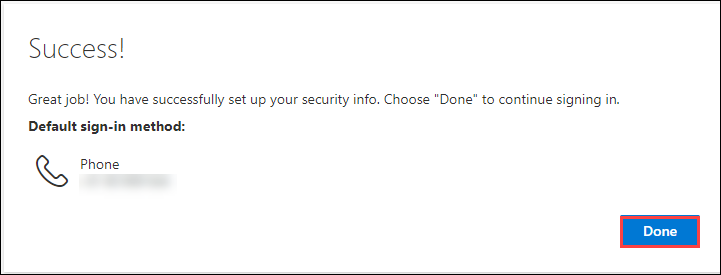 Success!
Great job! You have successfully set up your security info. Choose "Done" to continue signing in.
Default sign-in method:
Phone
Done